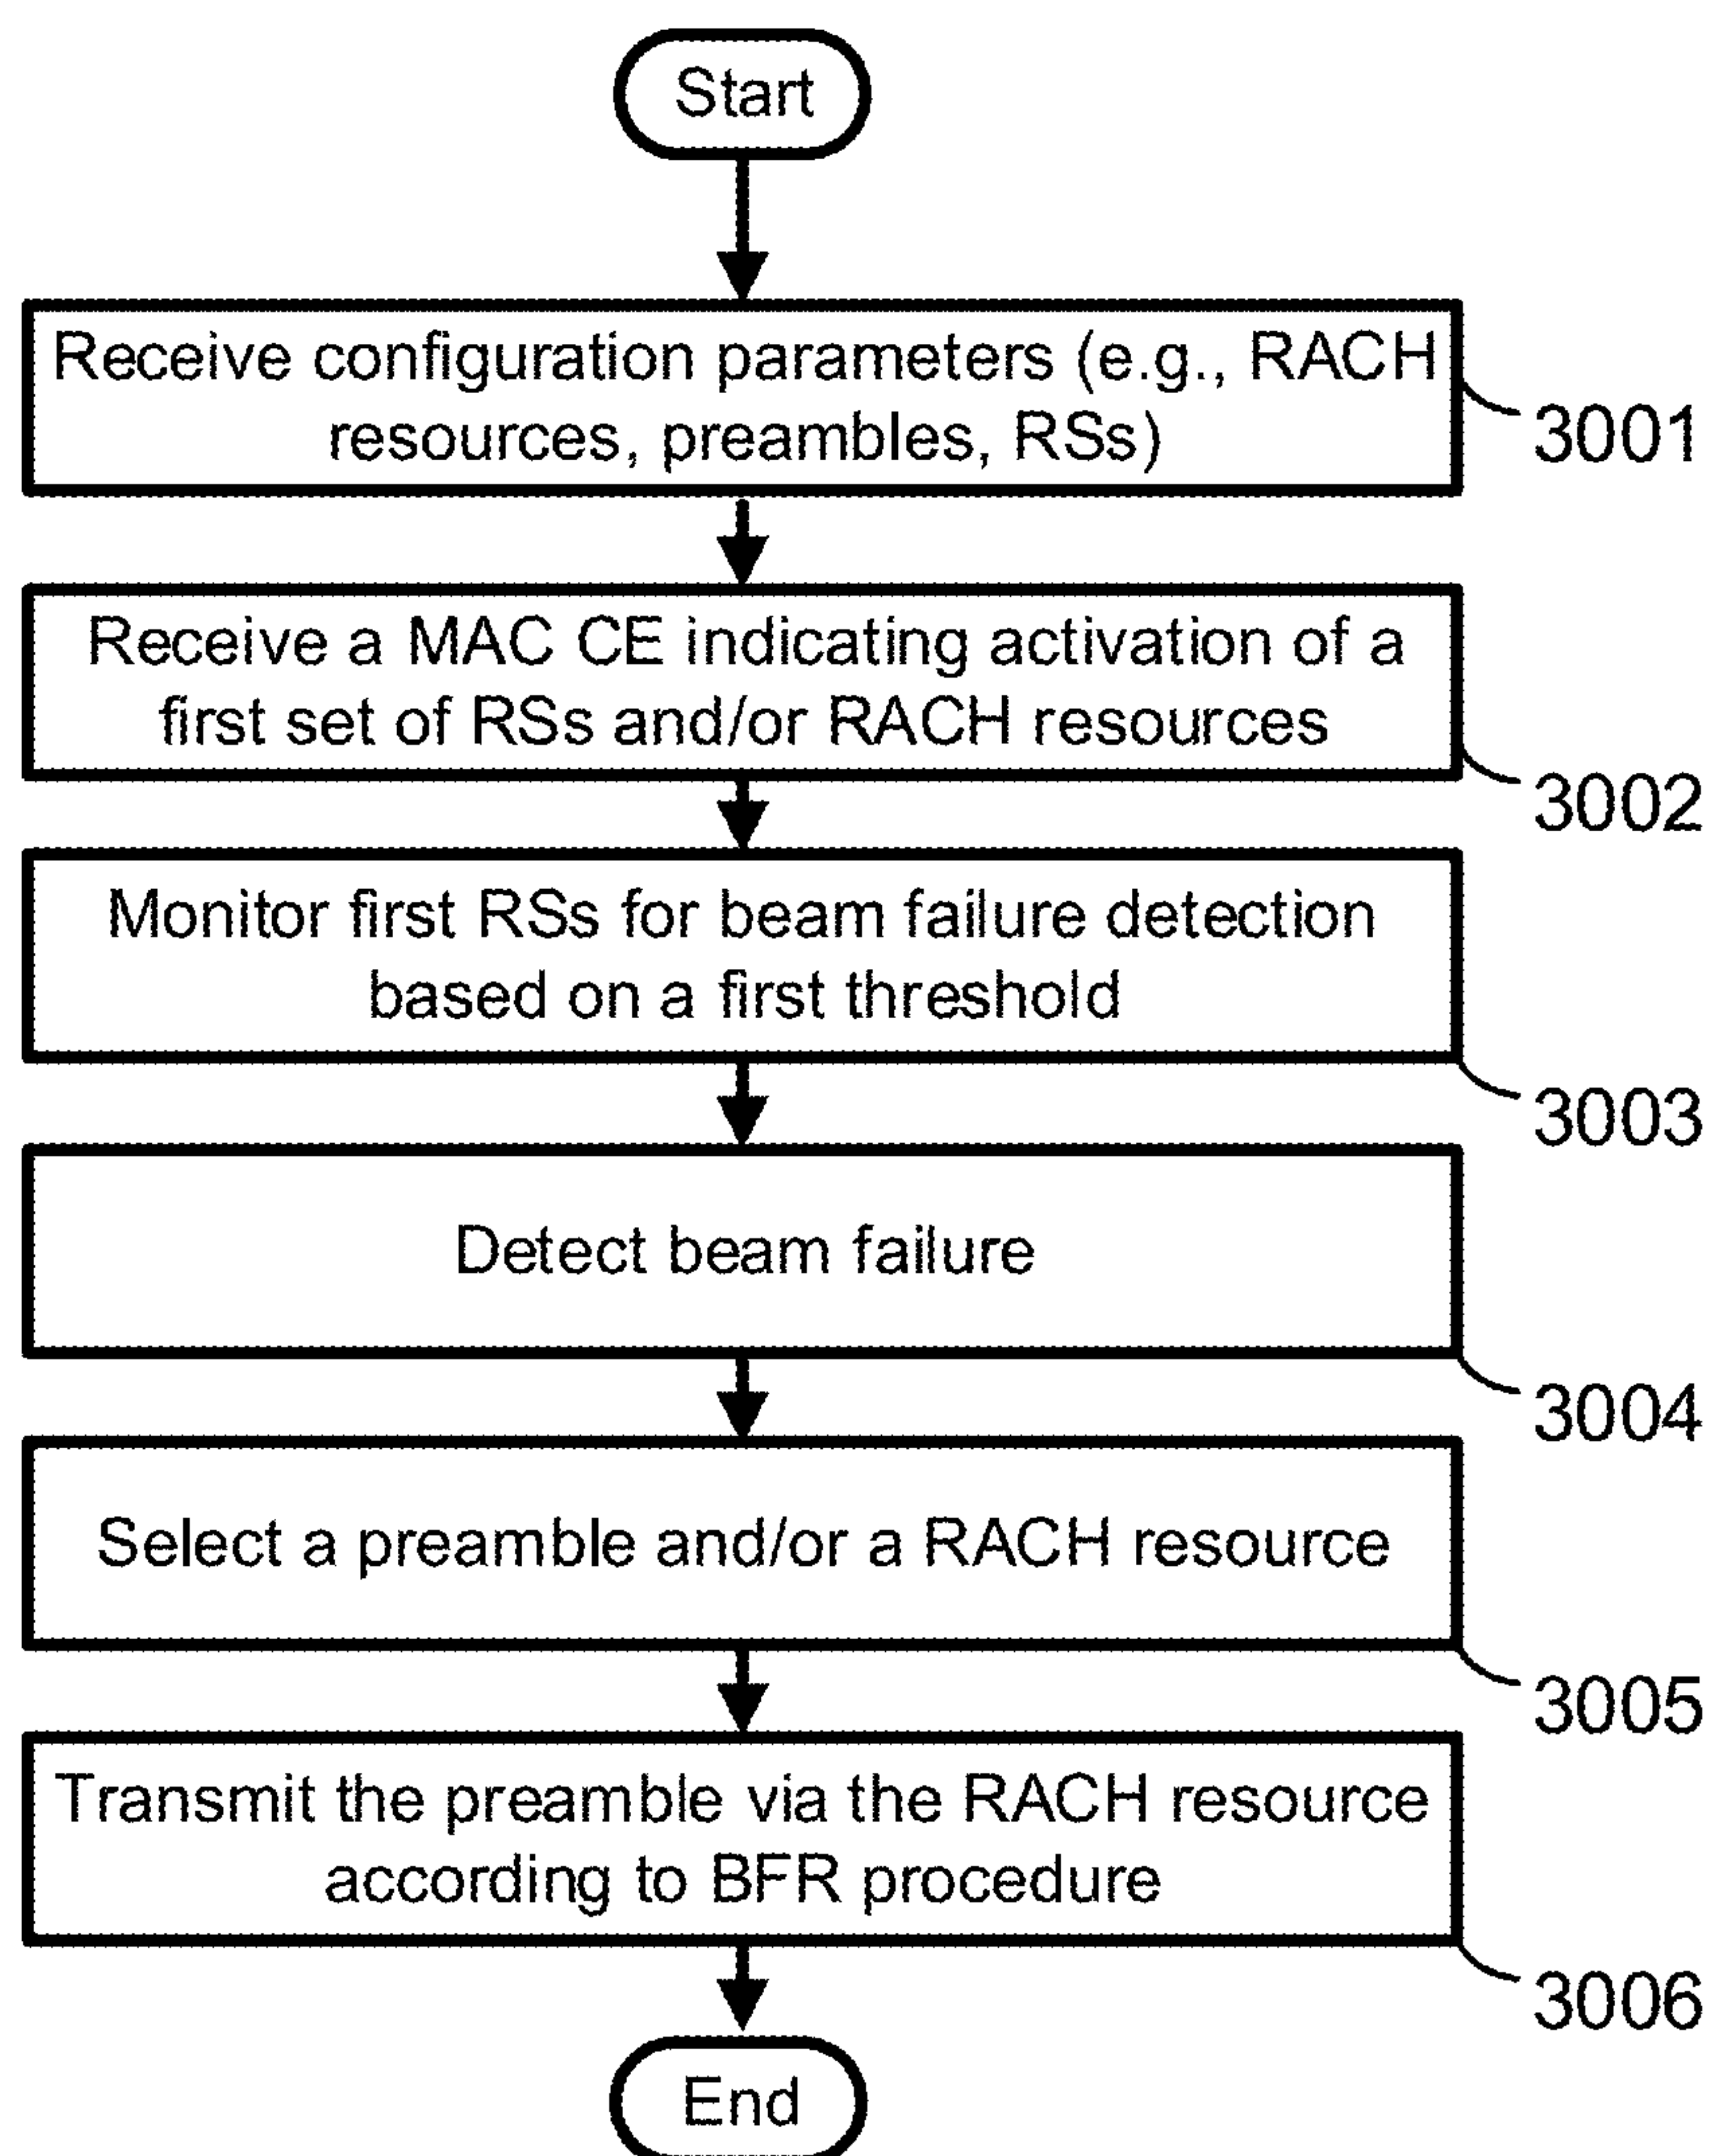 Start
Receive configuration parameters (e.g., RACH
resources, preambles, RSs)
3001
Receive a MAC CE indicating activation of a
first set of RSs and/or RACH resources
3002
Monitor first RSs for beam failure detection
based on a first threshold
3003
Detect beam failure
3004
Select a preamble and/or a RACH resource
3005
Transmit the preamble via the RACH resource
according to BFR procedure
3006
End